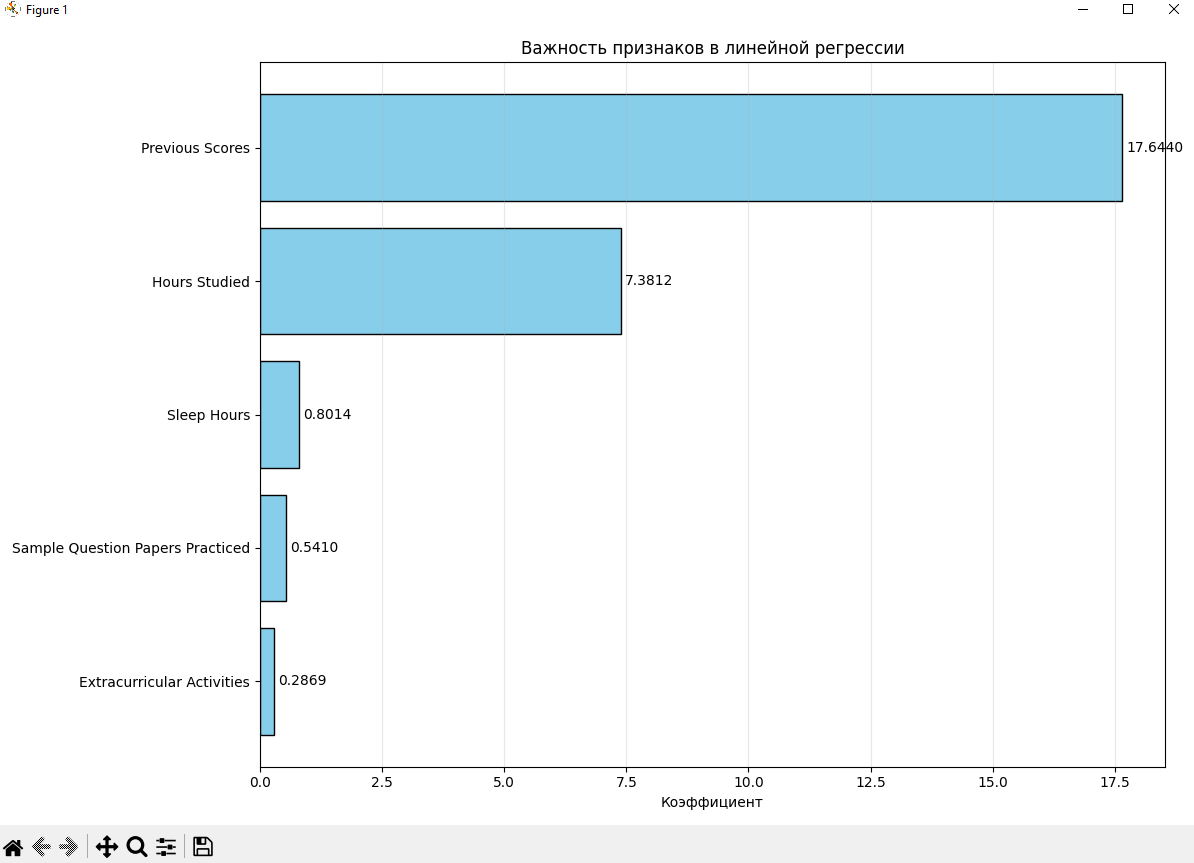 Figure 1
Важность признаков в линейной регрессии
Previous Scores
17.6440
Hours Studied
7.3812
Sleep Hours
0.8014
Sample Question Papers Practiced
0.5410
Extracurricular Activities
0.2869
0.0 2.5 5.0 7.5 10.0 12.5 15.0 17.5
Коэффициент